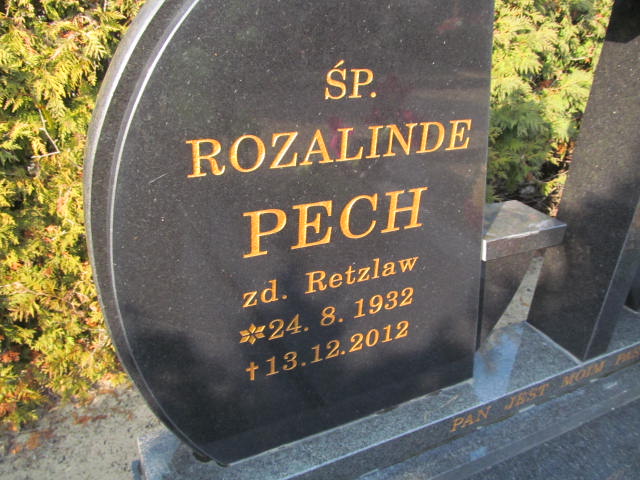 ŚP.
ROZALINDE
PECH
zd. Retzlaw
24. 8. 1932
†13.12.2012
PAN JEST MOIM